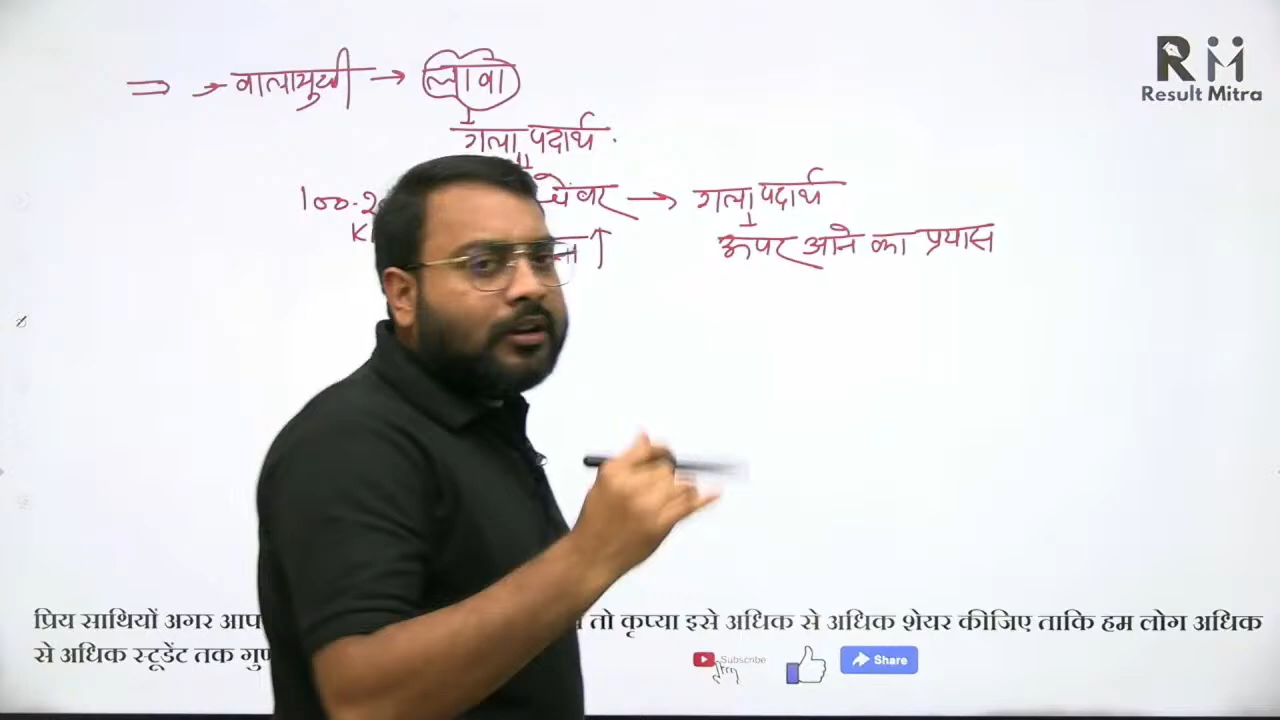 ⇒ ज्वालामुखी → लावा
गला पदार्थ
100-2 चेंबर → गला पदार्थ
K ↑ ऊपर आने का प्रयास
RM
Result Mitra
प्रिय साथियों अगर आप तो कृप्या इसे अधिक से अधिक शेयर कीजिए ताकि हम लोग अधिक
से अधिक स्टूडेंट तक गुण
Subscribe
Share